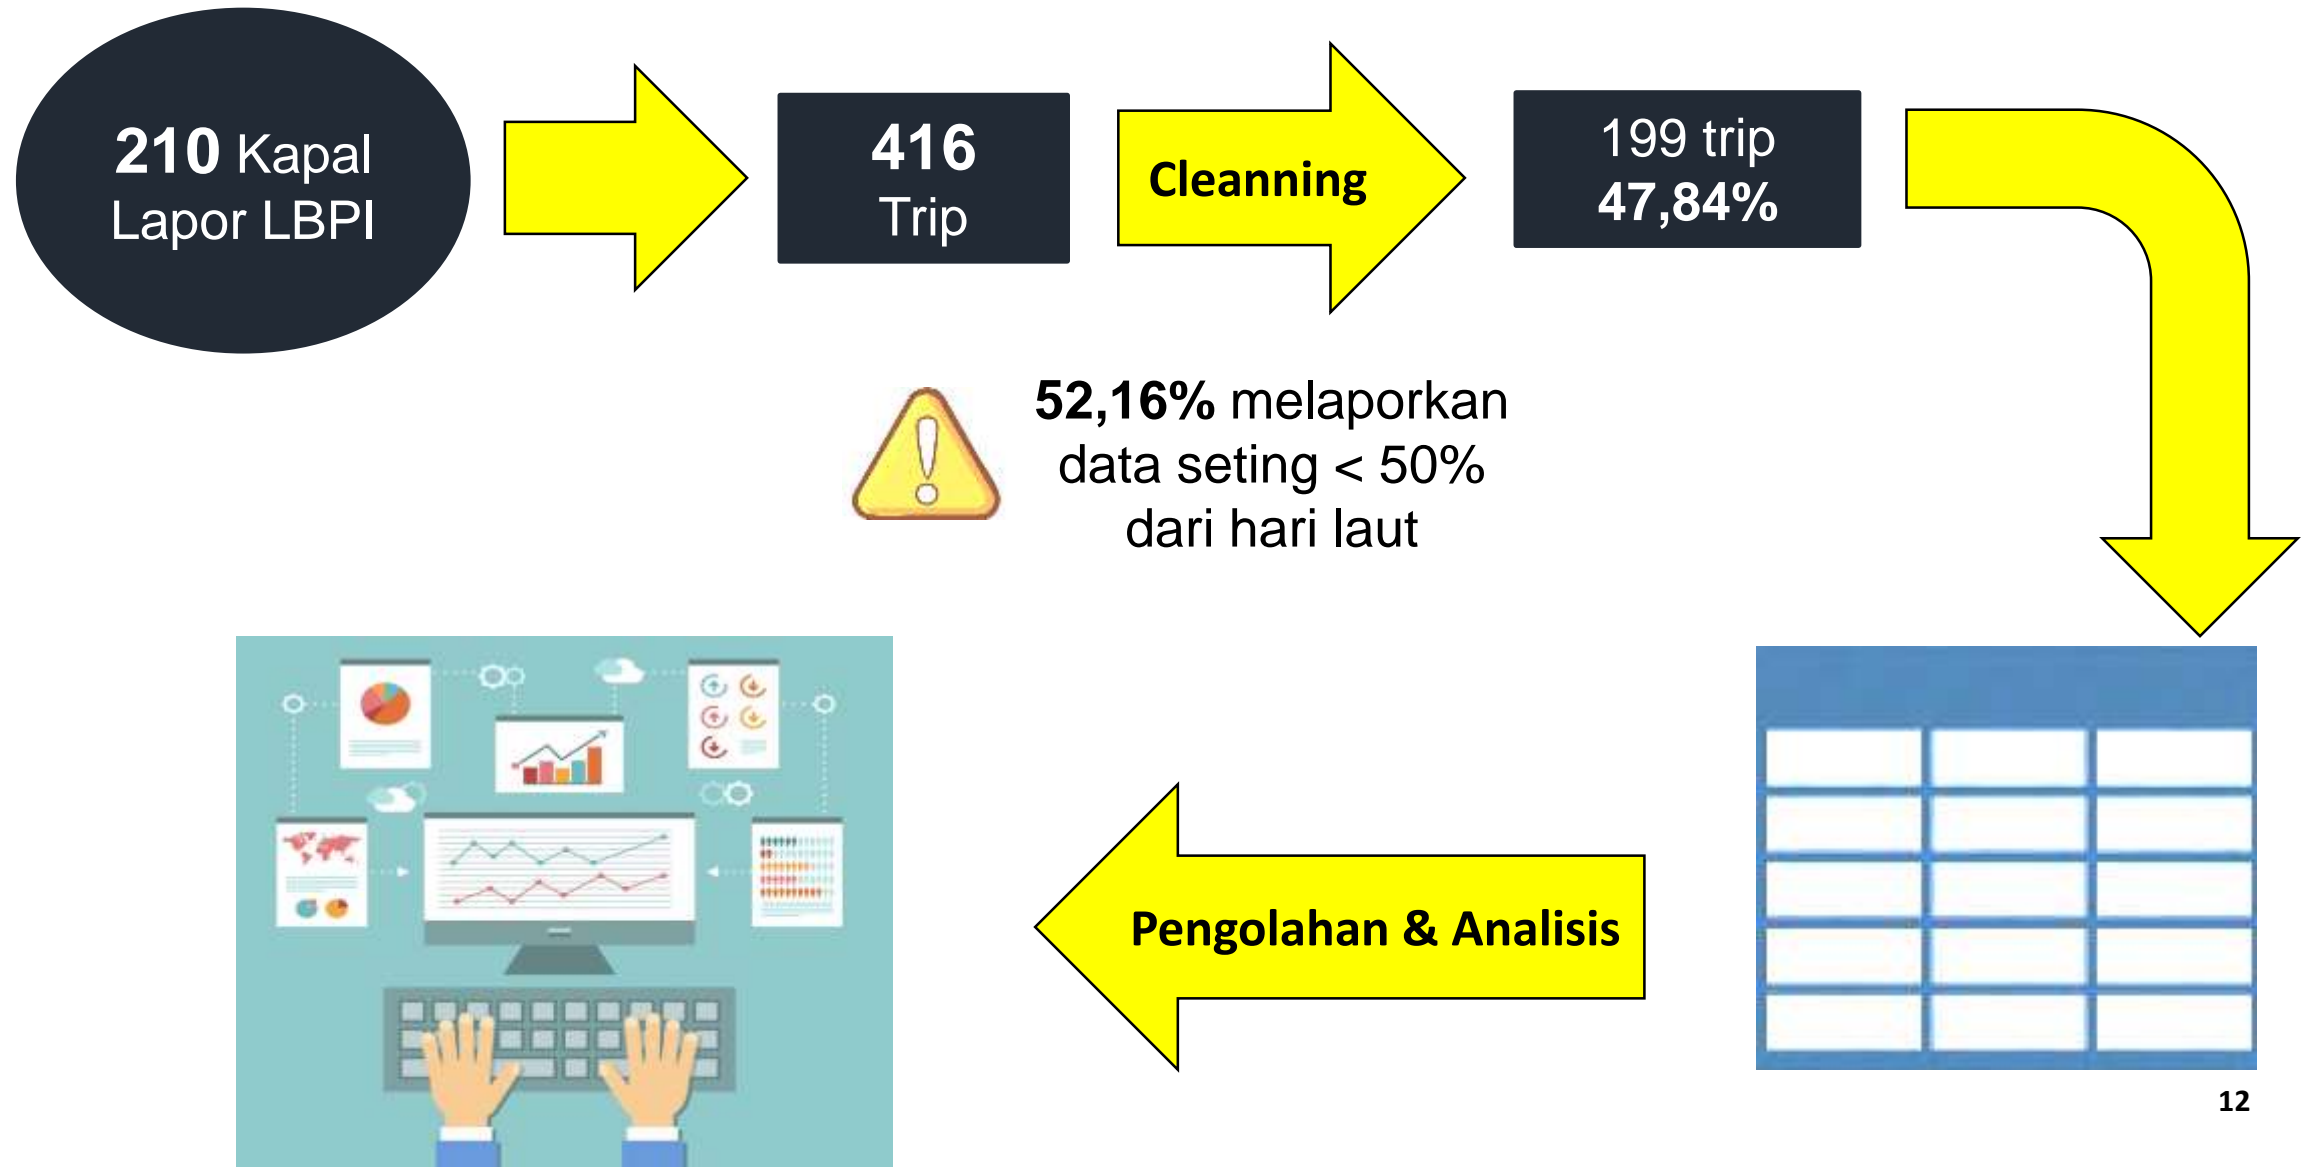 210 Kapal
Lapor LBPI
416
Trip
Cleanning
199 trip
47,84%
52,16% melaporkan
data seting < 50%
dari hari laut
Pengolahan & Analisis
12